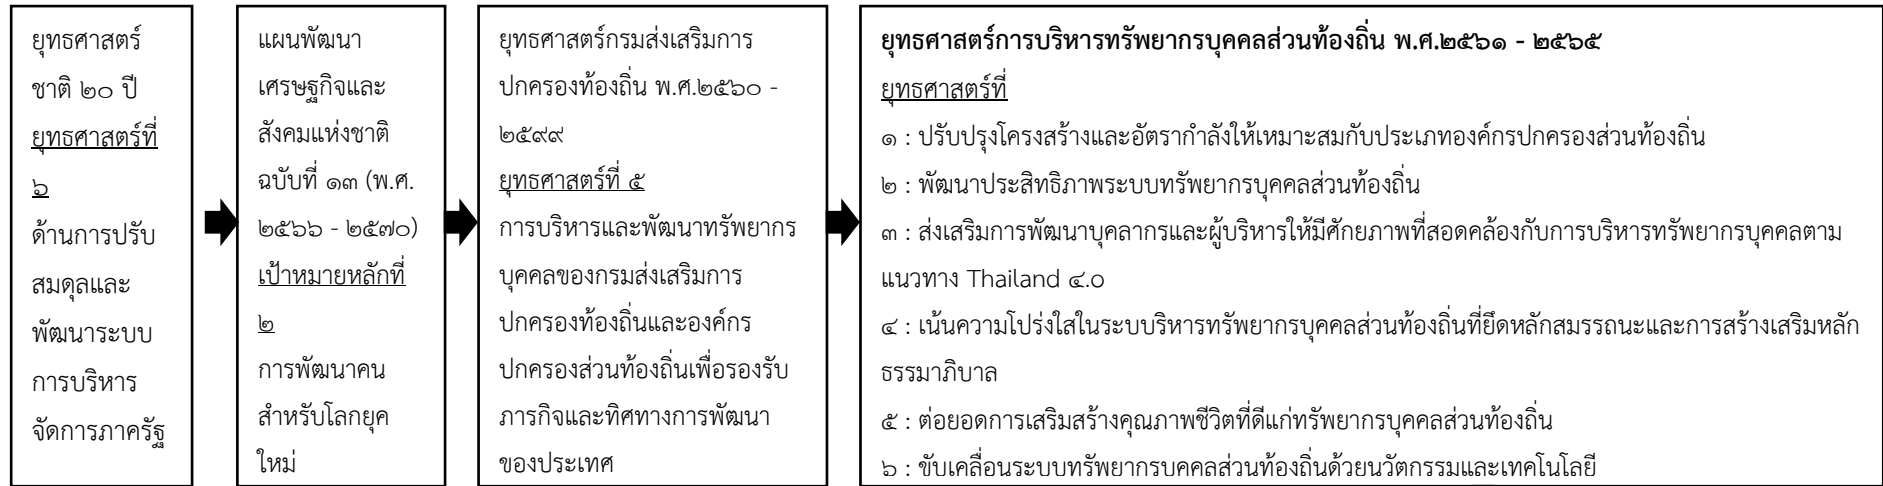 ยุทธศาสตร์
ชาติ ๒๐ ปี
ยุทธศาสตร์ที่
๖
ด้านการปรับ
สมดุลและ
พัฒนาระบบ
การบริหาร
จัดการภาครัฐ
แผนพัฒนา
เศรษฐกิจและ
สังคมแห่งชาติ
ฉบับที่ ๑๓ (พ.ศ.
๒๕๖๖ - ๒๕๗๐)
เป้าหมายหลักที่
๒
การพัฒนาคน
สำหรับโลกยุค
ใหม่
ยุทธศาสตร์กรมส่งเสริมการ
ปกครองท้องถิ่น พ.ศ.๒๕๖๐ -
๒๕๙๙
ยุทธศาสตร์ที่ ๕
การบริหารและพัฒนาทรัพยากร
บุคคลของกรมส่งเสริมการ
ปกครองท้องถิ่นและองค์กร
ปกครองส่วนท้องถิ่นเพื่อรองรับ
ภารกิจและทิศทางการพัฒนา
ของประเทศ
ยุทธศาสตร์การบริหารทรัพยากรบุคคลส่วนท้องถิ่น พ.ศ.๒๕๖๑ - ๒๕๖๕
ยุทธศาสตร์ที่
๑ : ปรับปรุงโครงสร้างและอัตรากำลังให้เหมาะสมกับประเภทองค์กรปกครองส่วนท้องถิ่น
๒ : พัฒนาประสิทธิภาพระบบทรัพยากรบุคคลส่วนท้องถิ่น
๓ : ส่งเสริมการพัฒนาบุคลากรและผู้บริหารให้มีศักยภาพที่สอดคล้องกับการบริหารทรัพยากรบุคคลตาม
แนวทาง Thailand ๔.๐
๔ : เน้นความโปร่งใสในระบบริหารทรัพยากรบุคคลส่วนท้องถิ่นที่ยึดหลักสมรรถนะและการสร้างเสริมหลัก
ธรรมาภิบาล
๕ : ต่อยอดการเสริมสร้างคุณภาพชีวิตที่ดีแก่ทรัพยากรบุคคลส่วนท้องถิ่น
๖ : ขับเคลื่อนระบบทรัพยากรบุคคลส่วนท้องถิ่นด้วยนวัตกรรมและเทคโนโลยี